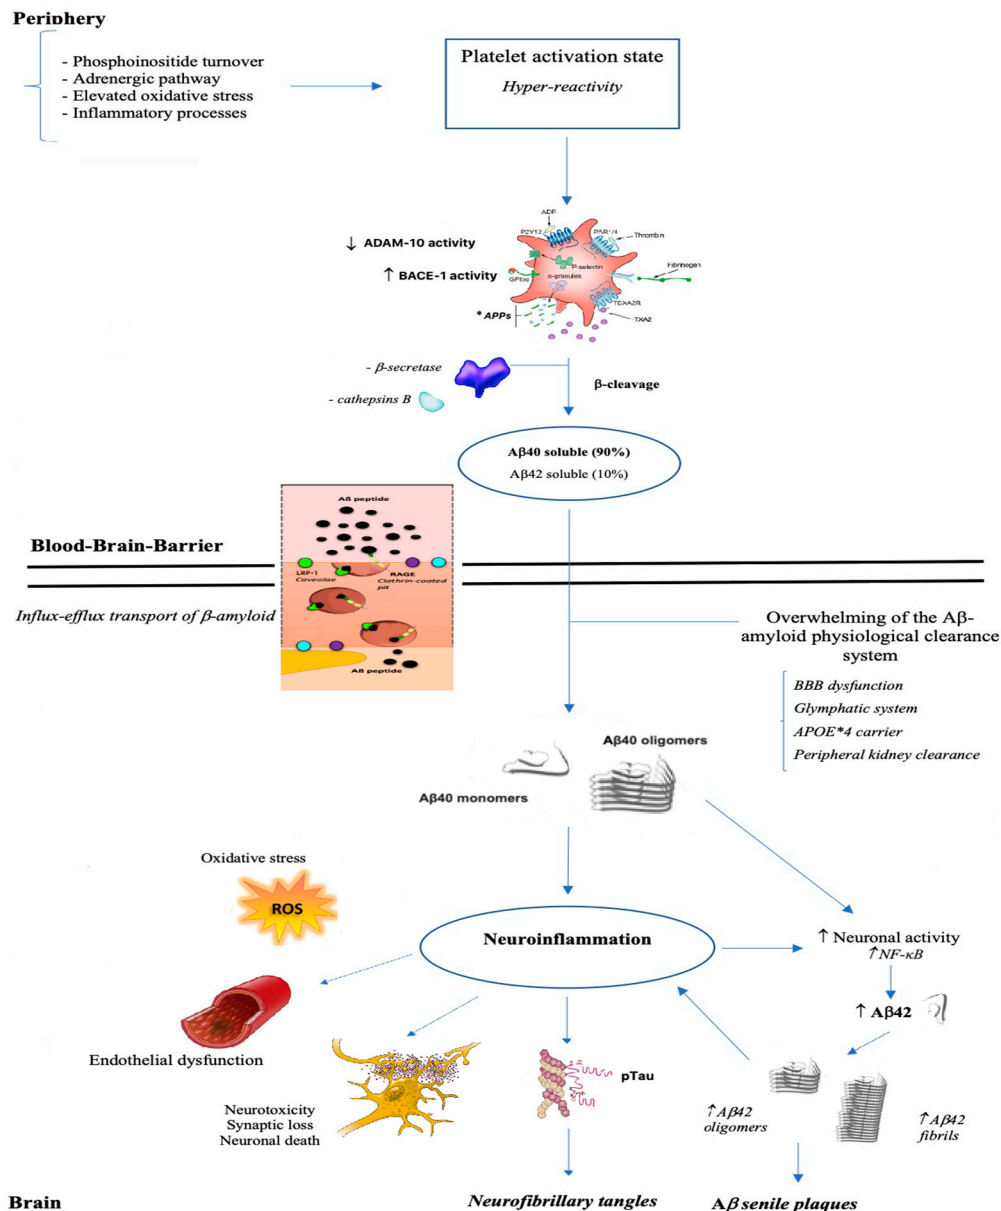 Periphery
- Phosphoinositide turnover
- Adrenergic pathway
- Elevated oxidative stress
- Inflammatory processes
Platelet activation state
Hyper-reactivity
↓ ADAM-10 activity
↑ BACE-1 activity
ADP
P2Y12
PAR1/4
Thrombin
P-selectin
Fibrinogen
GPIbα
α-granules
TBXA2R
TXA2
* APPs
- β-secretase
- cathepsins B
β-cleavage
Aβ40 soluble (90%)
Aβ42 soluble (10%)
Aß peptide
Blood-Brain-Barrier
LRP-1
Caveolae
RAGE
Clathrin-coated
pit
Influx-efflux transport of β-amyloid
Aß peptide
Overwhelming of the Aβ-
amyloid physiological clearance
system
BBB dysfunction
Glymphatic system
APOE*4 carrier
Peripheral kidney clearance
Aβ40 oligomers
Aβ40 monomers
Oxidative stress
ROS
Neuroinflammation
↑ Neuronal activity
↑NF-κB
↑ Aβ42
Endothelial dysfunction
pTau
Neurotoxicity
Synaptic loss
Neuronal death
↑Aβ42
oligomers
↑Aβ42
fibrils
Brain
Neurofibrillary tangles
Aβ senile plaques